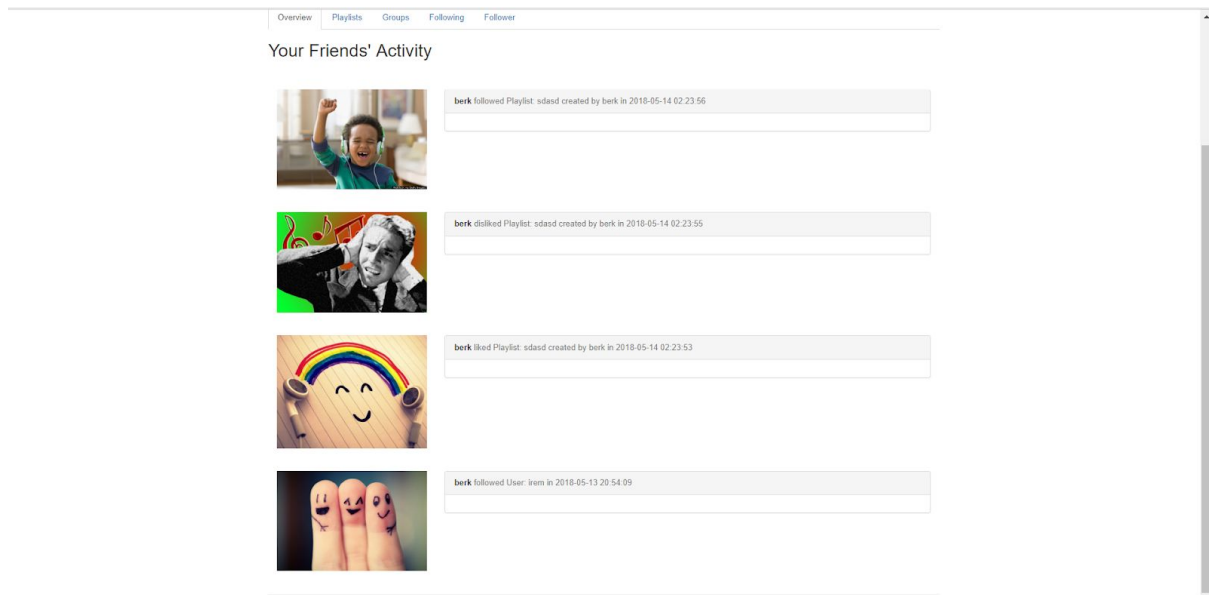 Overview Playlists Groups Following Follower
Your Friends' Activity
berk followed Playlist: sdasd created by berk in 2018-05-14 02:23:56
berk disliked Playlist: sdasd created by berk in 2018-05-14 02:23:55
berk liked Playlist: sdasd created by berk in 2018-05-14 02:23:53
berk followed User: irem in 2018-05-13 20:54:09